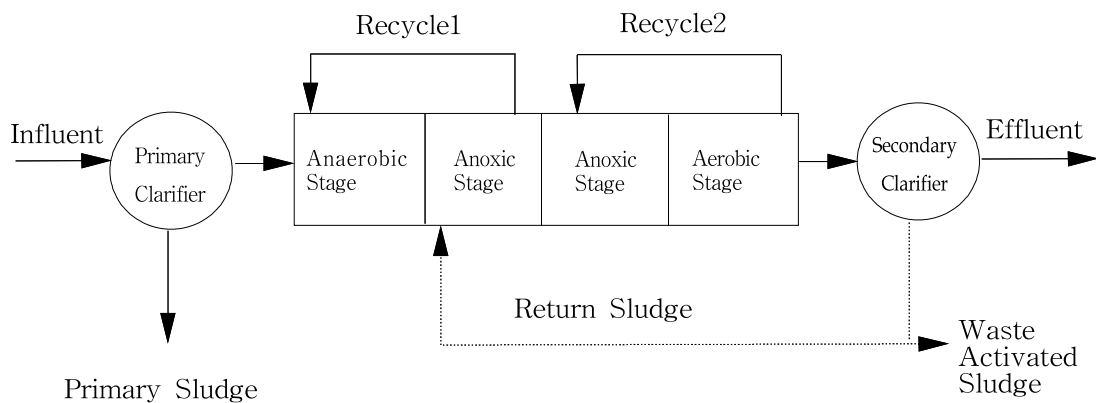 Recycle1
Recycle2
Influent
Primary
Clarifier
Anaerobic
Stage
Anoxic
Stage
Anoxic
Stage
Aerobic
Stage
Secondary
Clarifier
Effluent
Return Sludge
Waste
Activated
Sludge
Primary Sludge